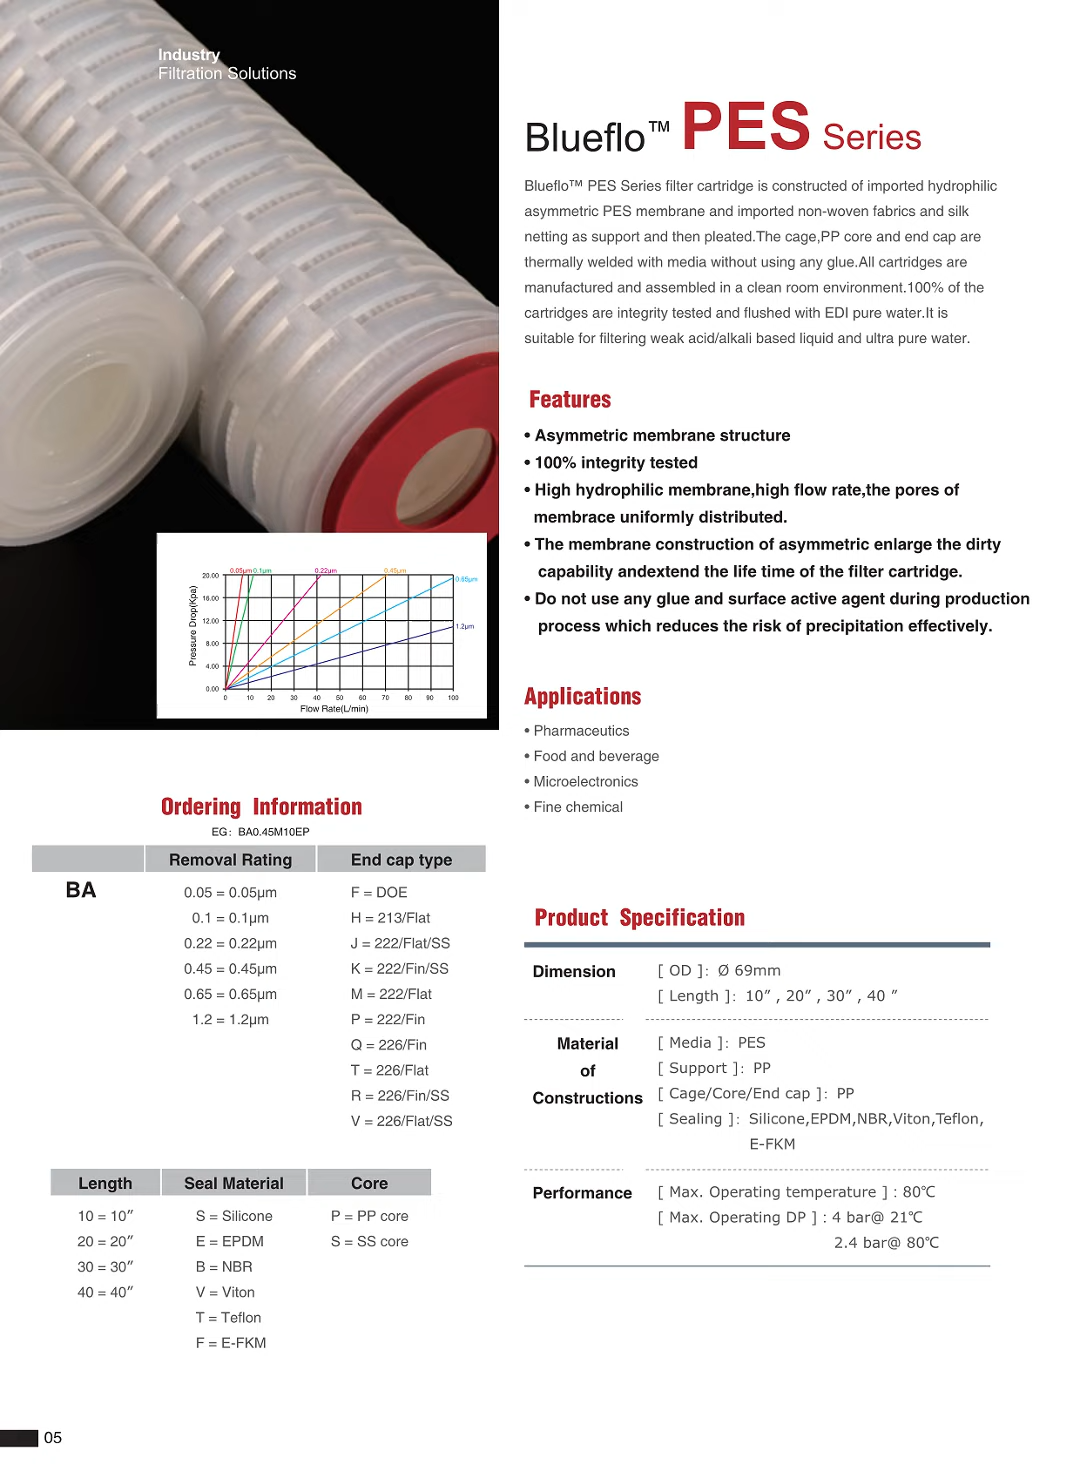 Industry
Filtration Solutions
Blueflo™ PES Series
Blueflo™ PES Series filter cartridge is constructed of imported hydrophilic
asymmetric PES membrane and imported non-woven fabrics and silk
netting as support and then pleated.The cage,PP core and end cap are
thermally welded with media without using any glue.All cartridges are
manufactured and assembled in a clean room environment.100% of the
cartridges are integrity tested and flushed with EDI pure water.It is
suitable for filtering weak acid/alkali based liquid and ultra pure water.
Features
• Asymmetric membrane structure
• 100% integrity tested
• High hydrophilic membrane,high flow rate,the pores of
membrace uniformly distributed.
• The membrane construction of asymmetric enlarge the dirty
capability andextend the life time of the filter cartridge.
• Do not use any glue and surface active agent during production
process which reduces the risk of precipitation effectively.
0.05μm 0.1μm 0.22μm 0.45μm
0.65μm
1.2μm
Pressure Drop(Kpa)
20.00
16.00
12.00
8.00
4.00
0.00
0 10 20 30 40 50 60 70 80 90 100
Flow Rate(L/min)
Applications
• Pharmaceutics
• Food and beverage
• Microelectronics
• Fine chemical
Ordering Information
EG: BA0.45M10EP
Removal Rating End cap type
BA 0.05 = 0.05μm F = DOE
0.1 = 0.1μm H = 213/Flat
0.22 = 0.22μm J = 222/Flat/SS
0.45 = 0.45μm K = 222/Fin/SS
0.65 = 0.65μm M = 222/Flat
1.2 = 1.2μm P = 222/Fin
Q = 226/Fin
T = 226/Flat
R = 226/Fin/SS
V = 226/Flat/SS
Length Seal Material Core
10 = 10″ S = Silicone P = PP core
20 = 20″ E = EPDM S = SS core
30 = 30″ B = NBR
40 = 40″ V = Viton
T = Teflon
F = E-FKM
Product Specification
Dimension [ OD ]: Ø 69mm
[ Length ]: 10″ , 20″ , 30″ , 40 ″
Material [ Media ]: PES
of [ Support ]: PP
Constructions [ Cage/Core/End cap ]: PP
[ Sealing ]: Silicone,EPDM,NBR,Viton,Teflon,
E-FKM
Performance [ Max. Operating temperature ] : 80℃
[ Max. Operating DP ] : 4 bar@ 21℃
2.4 bar@ 80℃
05